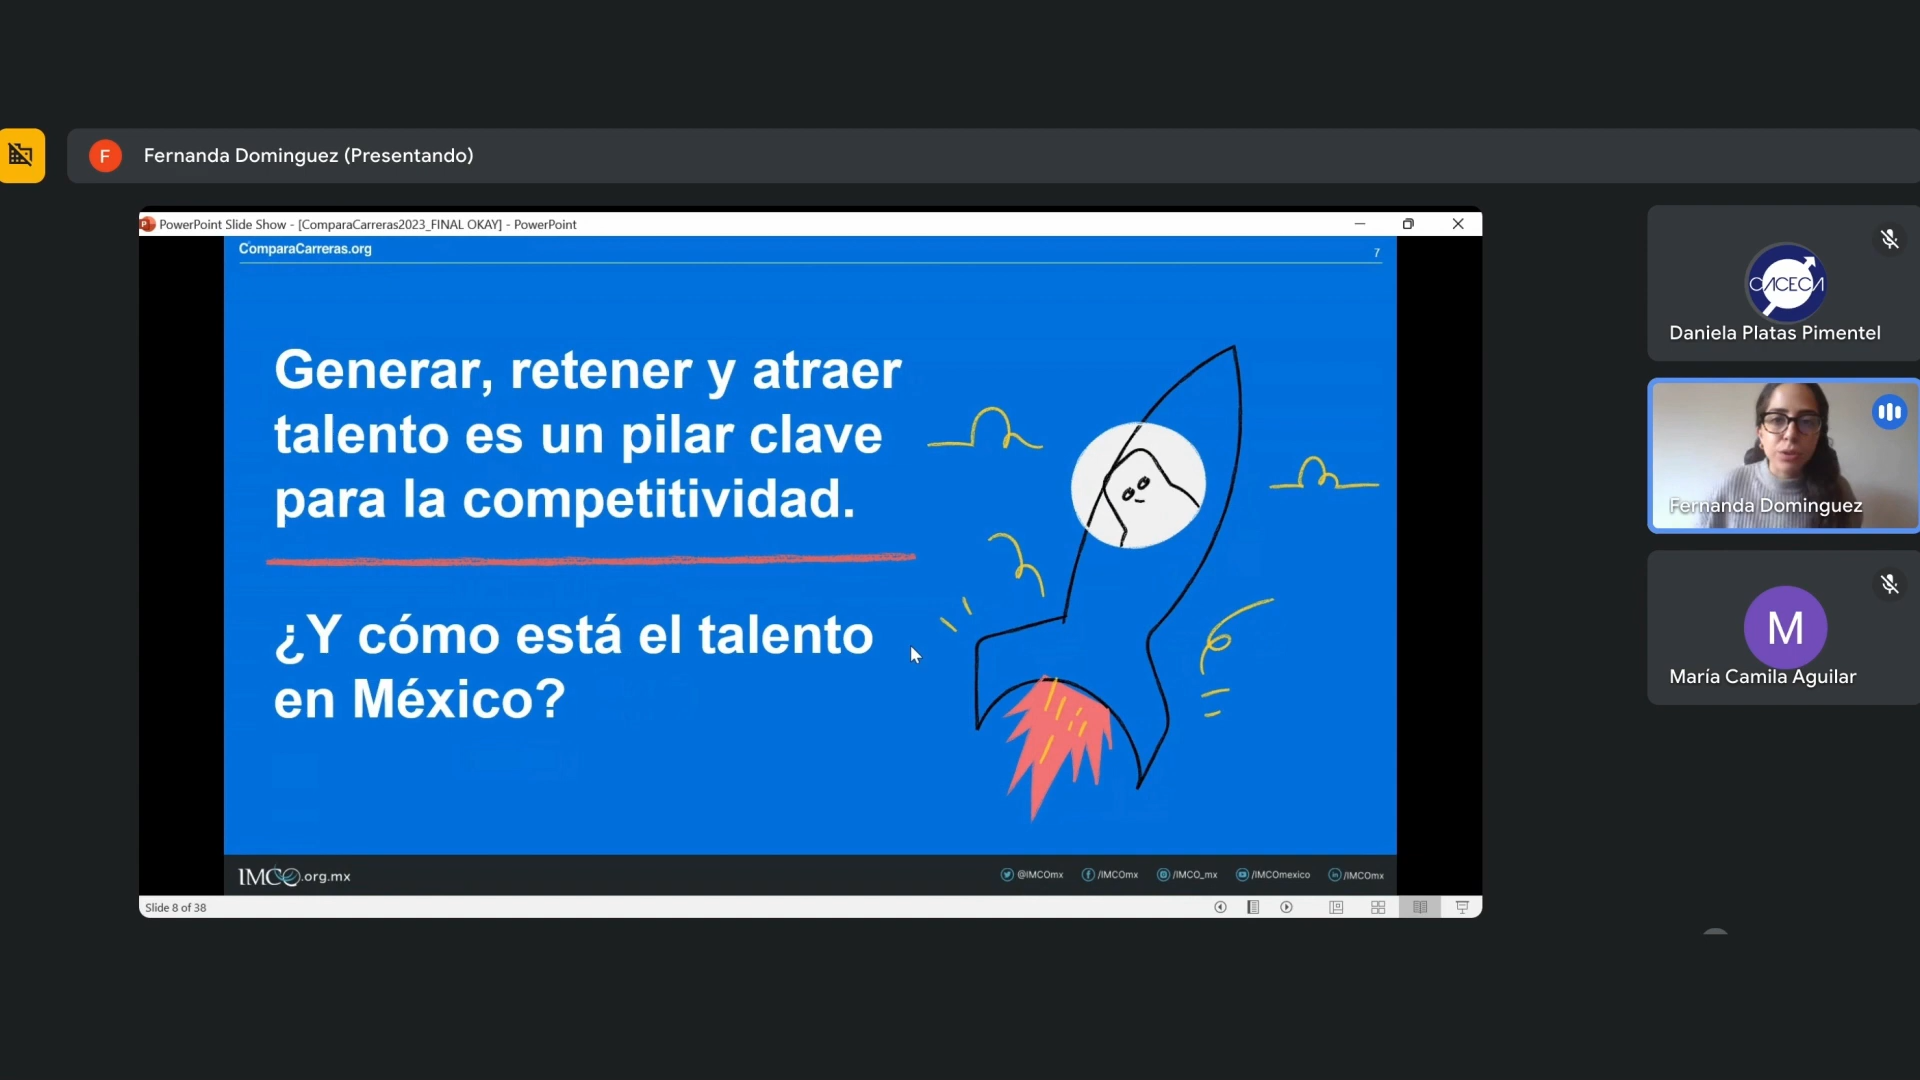 F Fernanda Dominguez (Presentando)
PowerPoint Slide Show - [ComparaCarreras2023_FINAL OKAY] - PowerPoint
ComparaCarreras.org
7
Generar, retener y atraer
talento es un pilar clave
para la competitividad.
¿Y cómo está el talento
en México?
IMCO.org.mx
@IMCOmx /IMCOmx /IMCO_mx /IMCOmexico /IMCOmx
Slide 8 of 38
CACECA
Daniela Platas Pimentel
Fernanda Dominguez
M
María Camila Aguilar